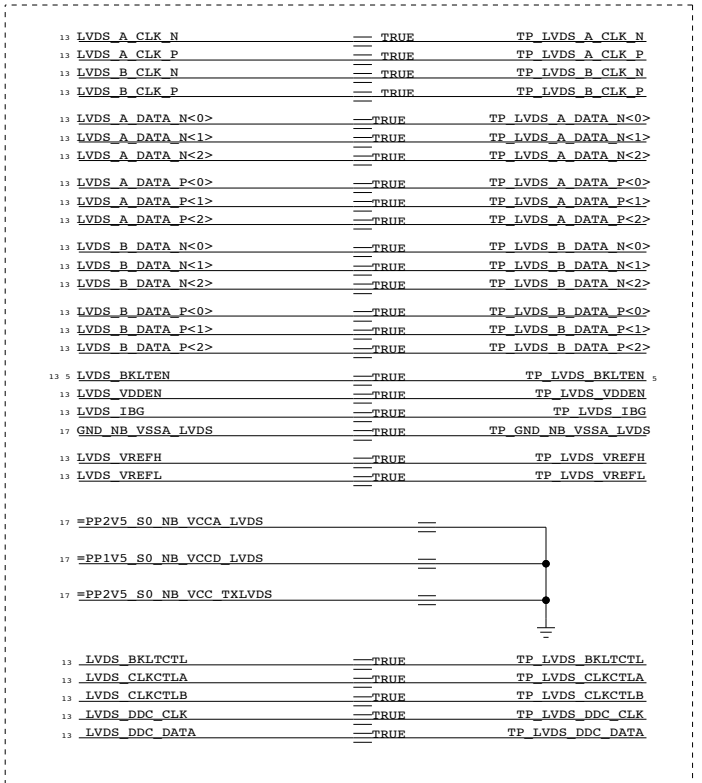 13 LVDS_A_CLK_N TRUE TP_LVDS_A_CLK_N
13 LVDS_A_CLK_P TRUE TP_LVDS_A_CLK_P
13 LVDS_B_CLK_N TRUE TP_LVDS_B_CLK_N
13 LVDS_B_CLK_P TRUE TP_LVDS_B_CLK_P
13 LVDS_A_DATA_N<0> TRUE TP_LVDS_A_DATA_N<0>
13 LVDS_A_DATA_N<1> TRUE TP_LVDS_A_DATA_N<1>
13 LVDS_A_DATA_N<2> TRUE TP_LVDS_A_DATA_N<2>
13 LVDS_A_DATA_P<0> TRUE TP_LVDS_A_DATA_P<0>
13 LVDS_A_DATA_P<1> TRUE TP_LVDS_A_DATA_P<1>
13 LVDS_A_DATA_P<2> TRUE TP_LVDS_A_DATA_P<2>
13 LVDS_B_DATA_N<0> TRUE TP_LVDS_B_DATA_N<0>
13 LVDS_B_DATA_N<1> TRUE TP_LVDS_B_DATA_N<1>
13 LVDS_B_DATA_N<2> TRUE TP_LVDS_B_DATA_N<2>
13 LVDS_B_DATA_P<0> TRUE TP_LVDS_B_DATA_P<0>
13 LVDS_B_DATA_P<1> TRUE TP_LVDS_B_DATA_P<1>
13 LVDS_B_DATA_P<2> TRUE TP_LVDS_B_DATA_P<2>
13 5 LVDS_BKLTEN TRUE TP_LVDS_BKLTEN 5
13 LVDS_VDDEN TRUE TP_LVDS_VDDEN
13 LVDS_IBG TRUE TP_LVDS_IBG
17 GND_NB_VSSA_LVDS TRUE TP_GND_NB_VSSA_LVDS
13 LVDS_VREFH TRUE TP_LVDS_VREFH
13 LVDS_VREFL TRUE TP_LVDS_VREFL
17 =PP2V5_S0_NB_VCCA_LVDS
17 =PP1V5_S0_NB_VCCD_LVDS
17 =PP2V5_S0_NB_VCC_TXLVDS
13 LVDS_BKLTCTL TRUE TP_LVDS_BKLTCTL
13 LVDS_CLKCTLA TRUE TP_LVDS_CLKCTLA
13 LVDS_CLKCTLB TRUE TP_LVDS_CLKCTLB
13 LVDS_DDC_CLK TRUE TP_LVDS_DDC_CLK
13 LVDS_DDC_DATA TRUE TP_LVDS_DDC_DATA